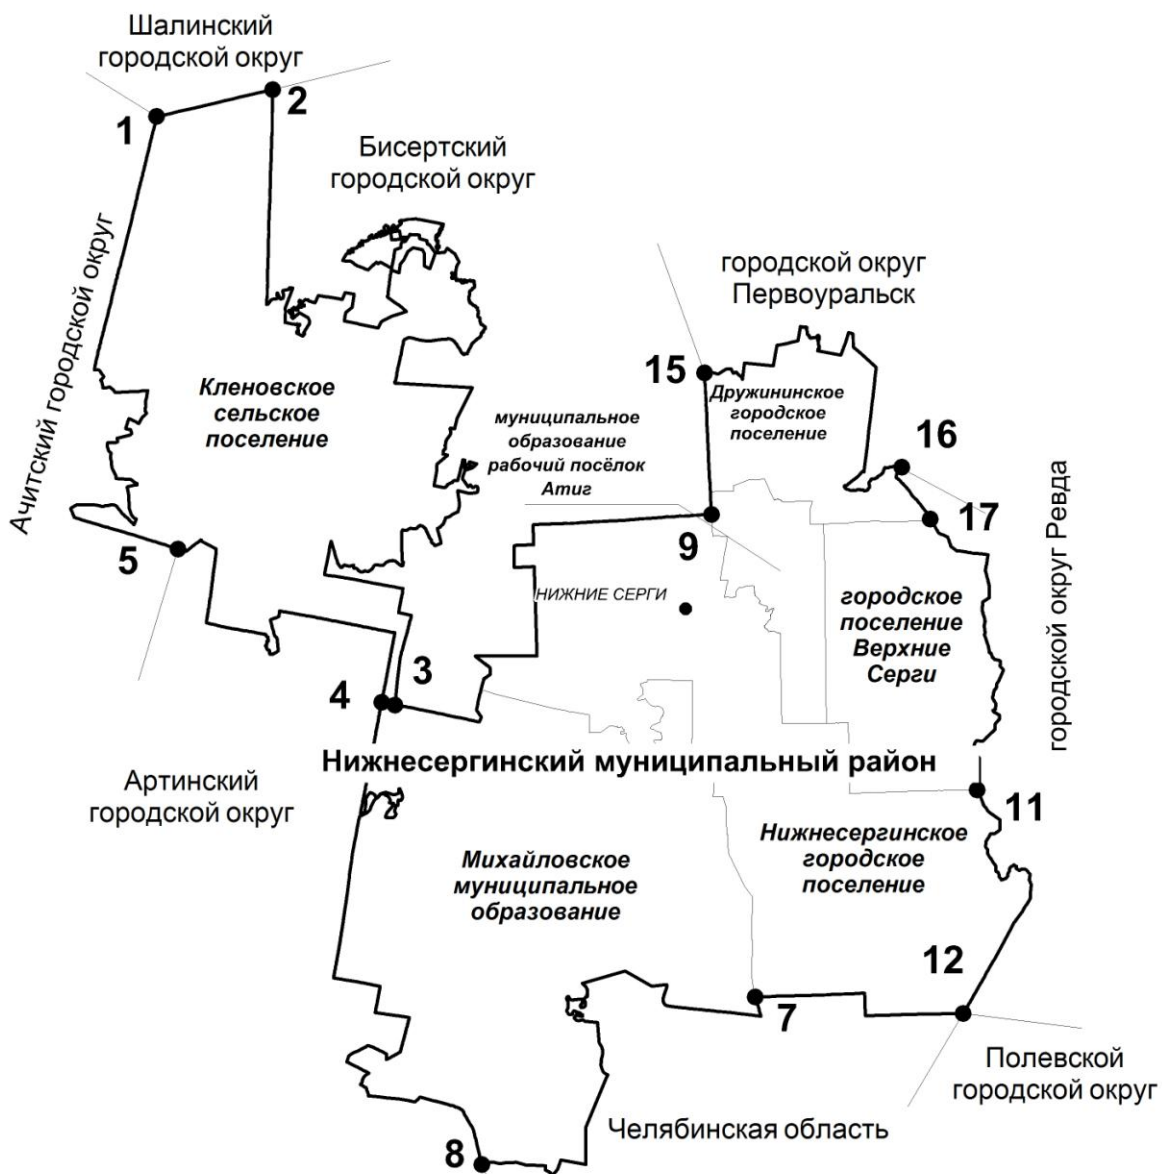 Шалинский
городской округ
2
1
Бисертский
городской округ
Ачитский городской округ
городской округ
Первоуральск
15
Кленовское
сельское
поселение
Дружининское
городское
поселение
муниципальное
образование
рабочий посёлок
Атиг
16
17
городской округ Ревда
5
9
НИЖНИЕ СЕРГИ
городское
поселение
Верхние
Серги
3
4
Нижнесергинский муниципальный район
Артинский
городской округ
11
Нижнесергинское
городское
поселение
Михайловское
муниципальное
образование
12
7
Полевской
городской округ
Челябинская область
8